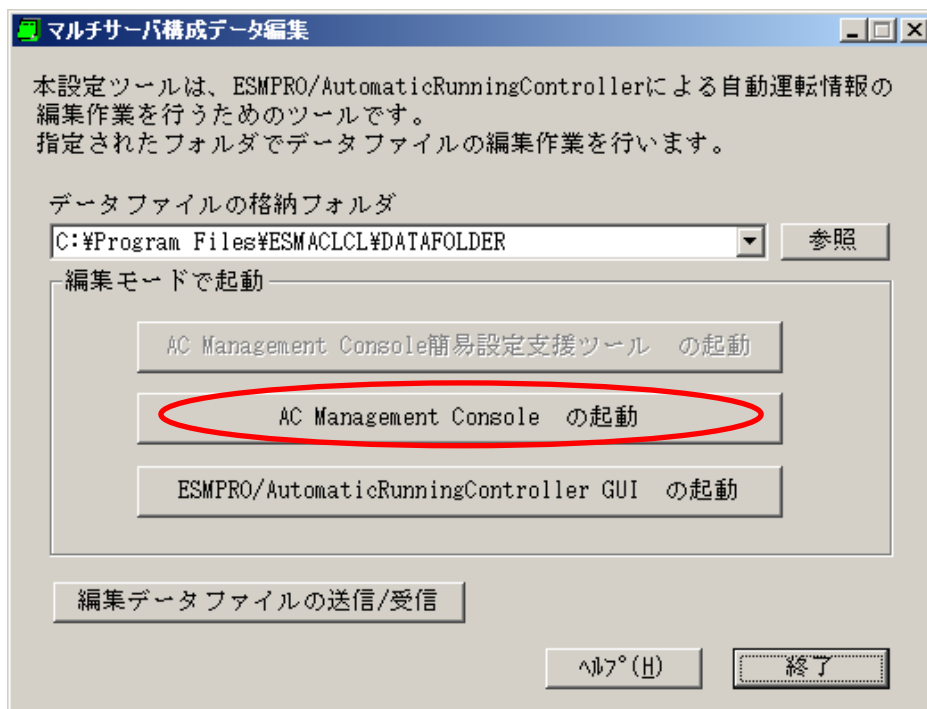 マルチサーバ構成データ編集
本設定ツールは、ESMPRO/AutomaticRunningControllerによる自動運転情報の
編集作業を行うためのツールです。
指定されたフォルダでデータファイルの編集作業を行います。
データファイルの格納フォルダ
C:¥Program Files¥ESMACLCL¥DATAFOLDER
参照
編集モードで起動
AC Management Console簡易設定支援ツール の起動
AC Management Console の起動
ESMPRO/AutomaticRunningController GUI の起動
編集データファイルの送信/受信
ﾍﾙﾌﾟ(H)
終了